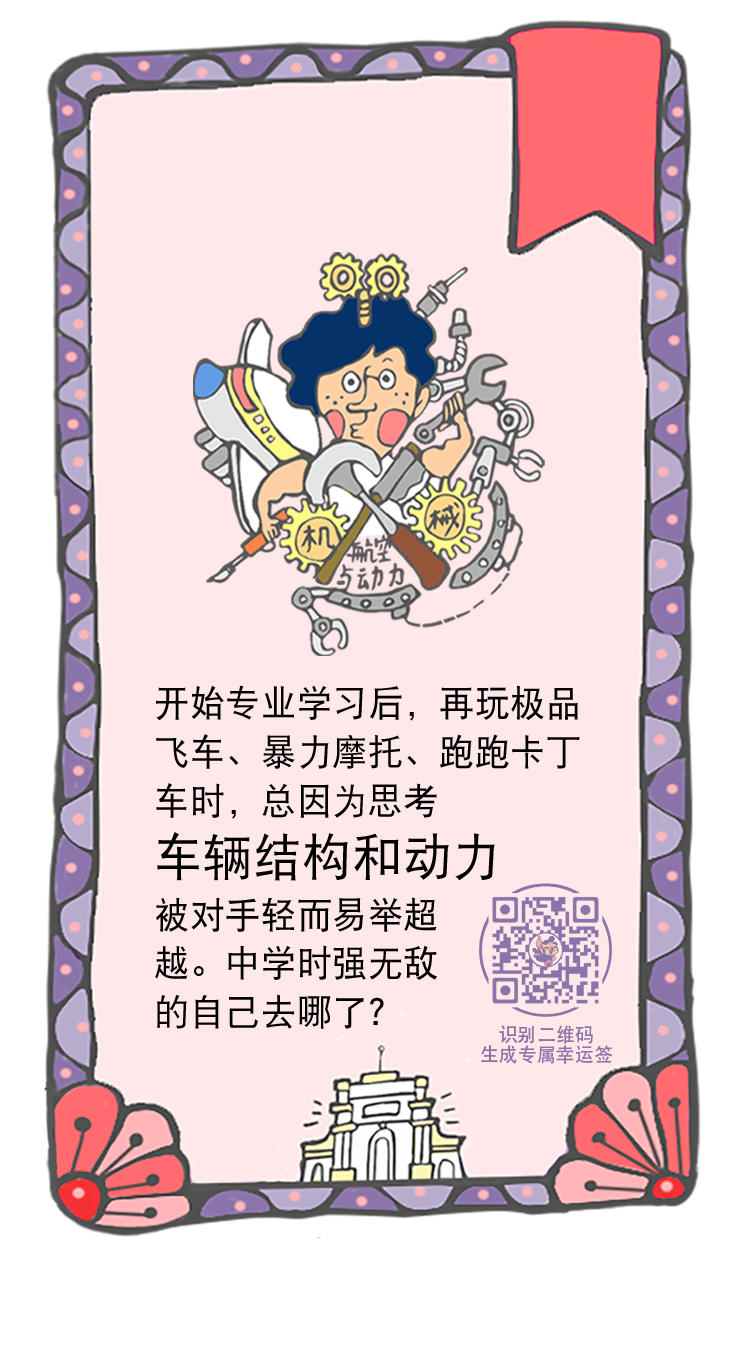 机
械
航空
与动力
开始专业学习后，再玩极品
飞车、暴力摩托、跑跑卡丁
车时，总因为思考
车辆结构和动力
被对手轻而易举超
越。中学时强无敌
的自己去哪了？
识别二维码
生成专属幸运签